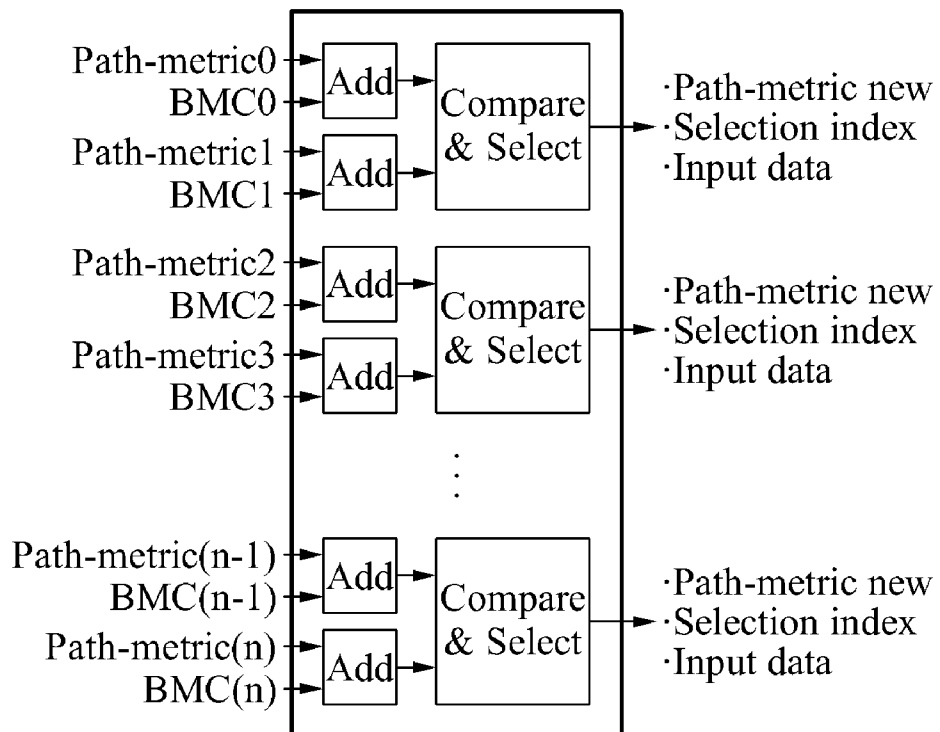 Path-metric0
BMC0
Add
Path-metric1
BMC1
Add
Compare
& Select
·Path-metric new
·Selection index
·Input data
Path-metric2
BMC2
Add
Path-metric3
BMC3
Add
Compare
& Select
·Path-metric new
·Selection index
·Input data
Path-metric(n-1)
BMC(n-1)
Add
Path-metric(n)
BMC(n)
Add
Compare
& Select
·Path-metric new
·Selection index
·Input data